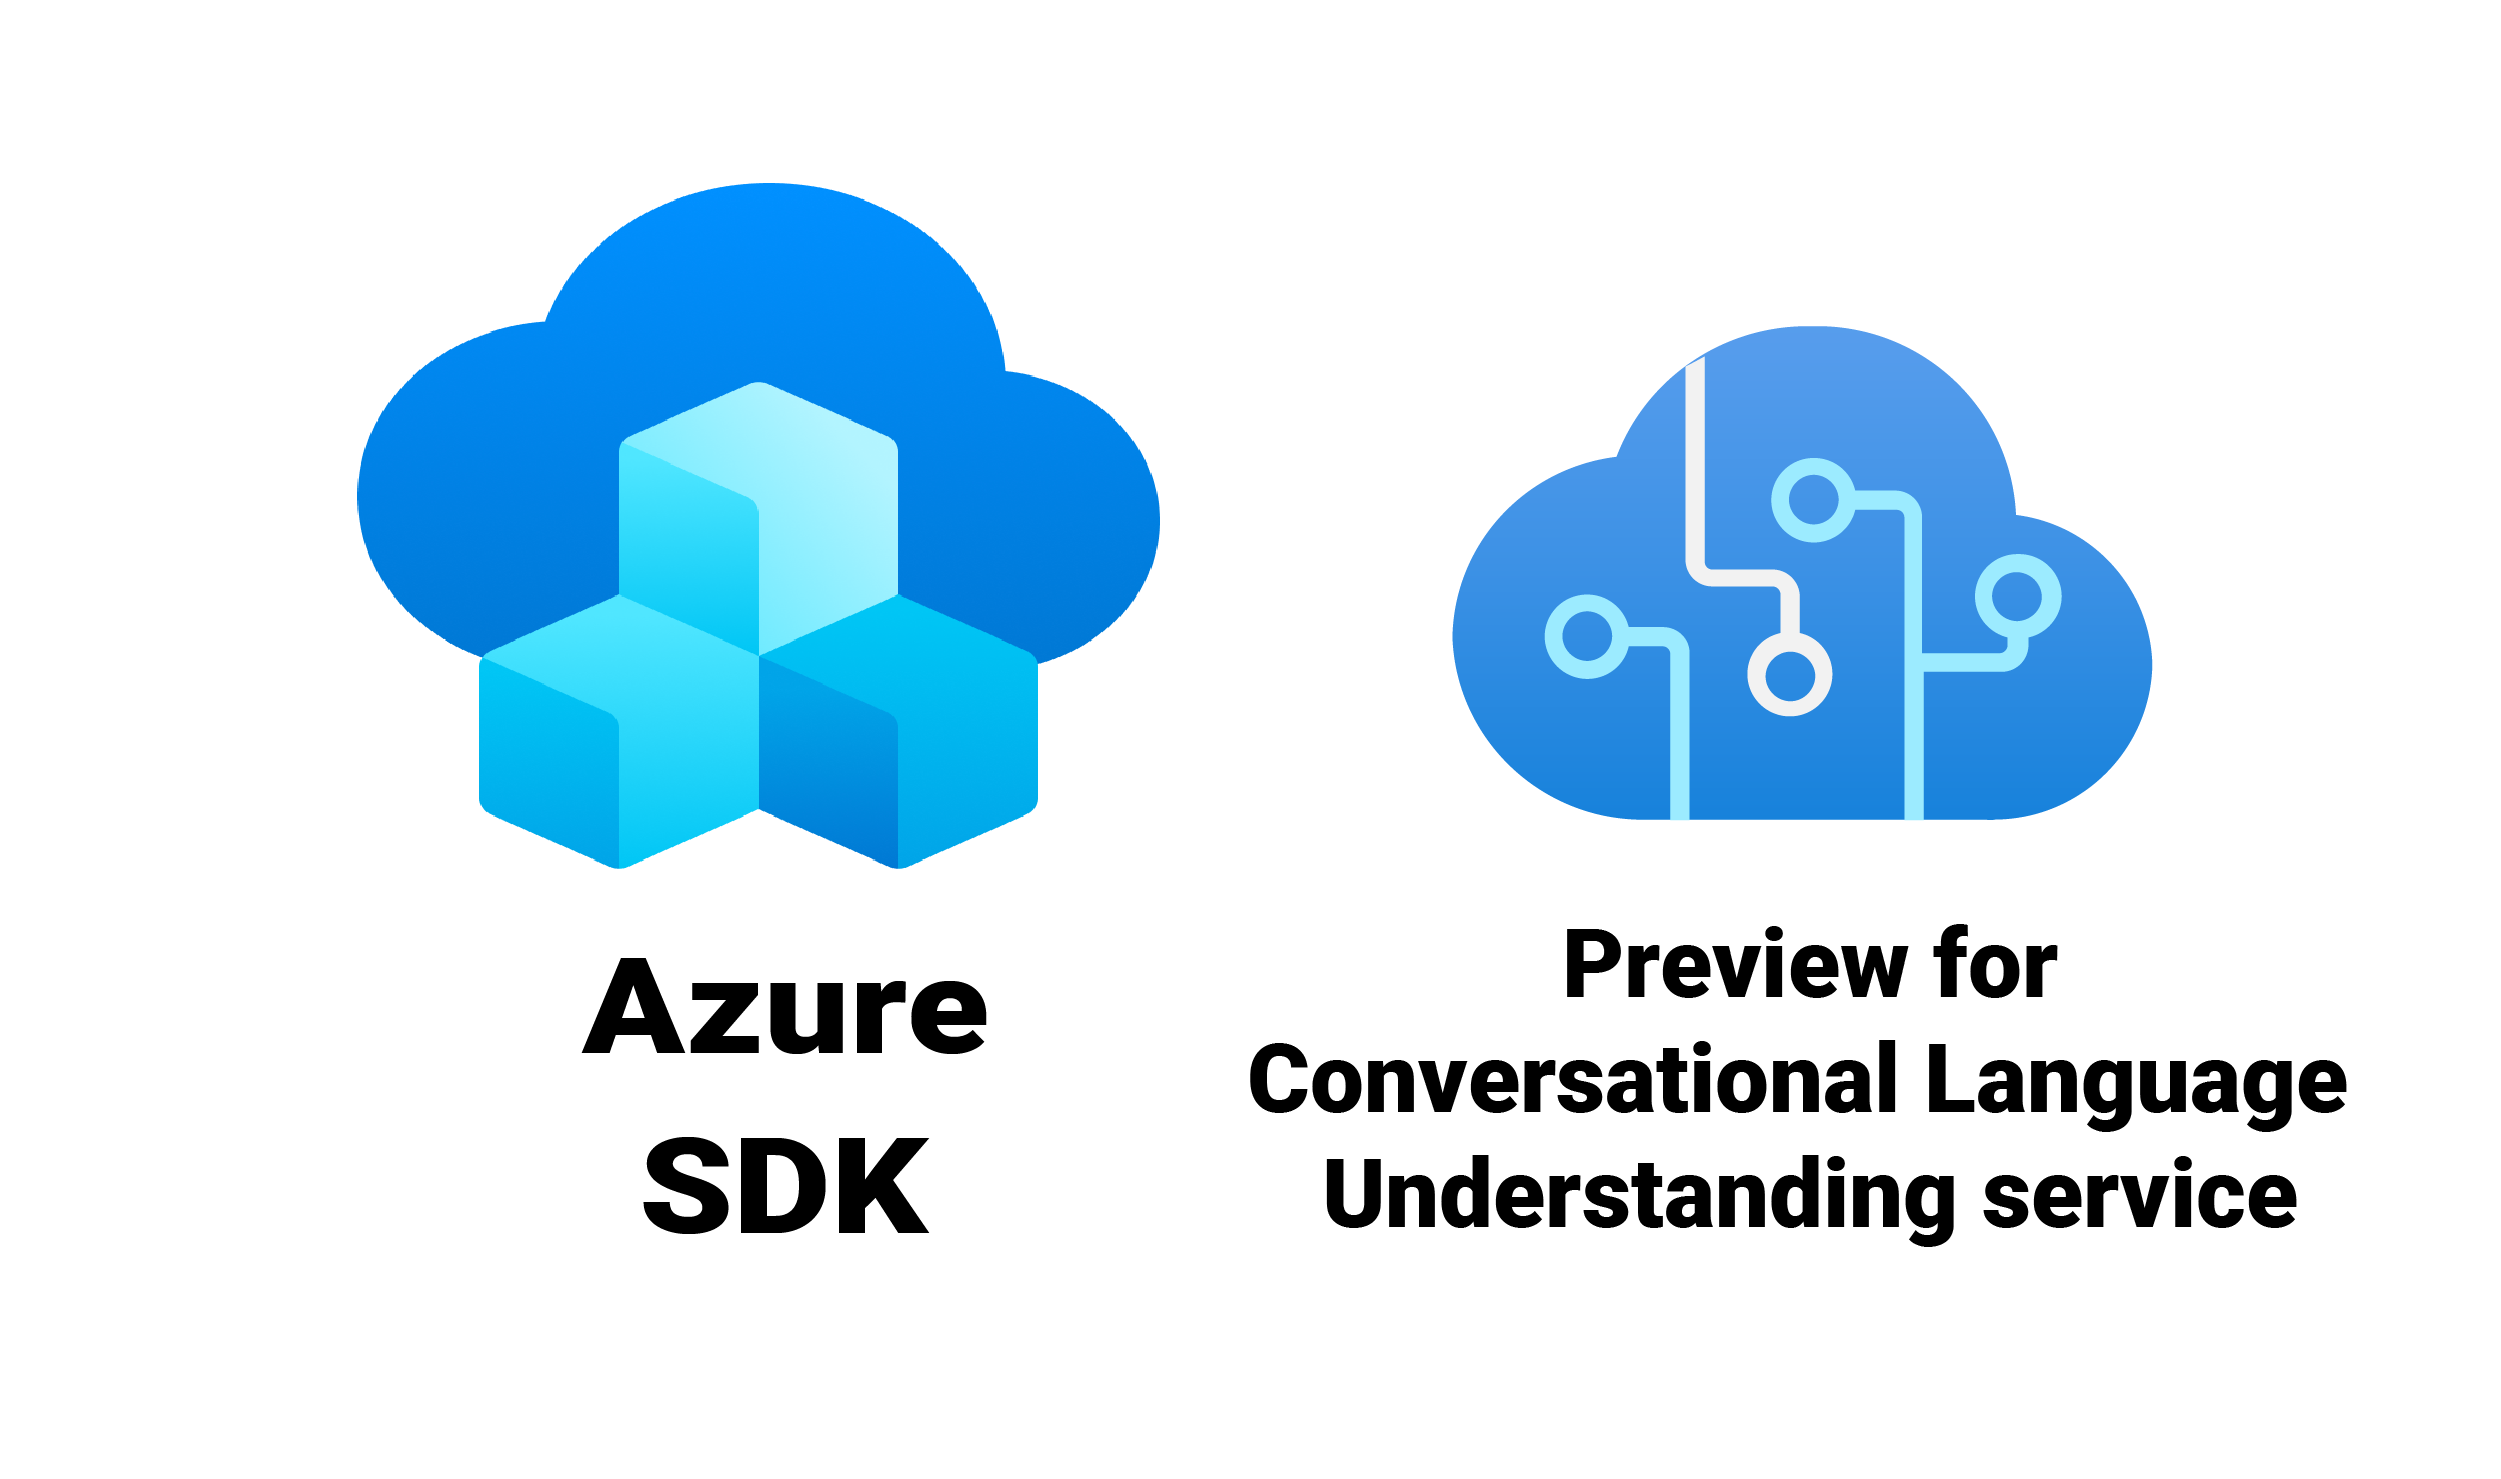 Azure
SDK
Preview for
Conversational Language
Understanding service